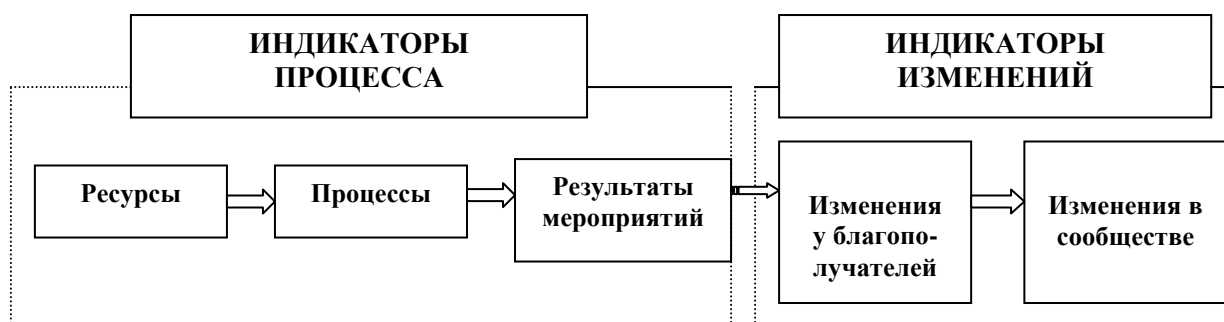 ИНДИКАТОРЫ
ПРОЦЕССА
ИНДИКАТОРЫ
ИЗМЕНЕНИЙ
Ресурсы
Процессы
Результаты
мероприятий
Изменения
у благопо-
лучателей
Изменения в
сообществе